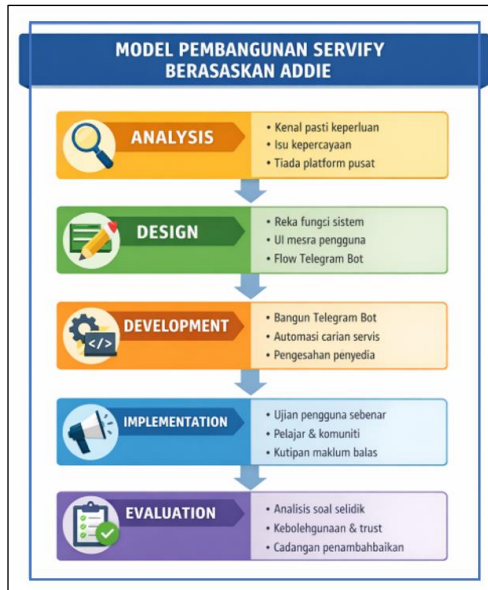 MODEL PEMBANGUNAN SERVIFY
BERASASKAN ADDIE
ANALYSIS
• Kenal pasti keperluan
• Isu kepercayaan
• Tiada platform pusat
DESIGN
• Reka fungsi sistem
• UI mesra pengguna
• Flow Telegram Bot
</>
DEVELOPMENT
• Bangun Telegram Bot
• Automasi carian servis
• Pengesahan penyedia
IMPLEMENTATION
• Ujian pengguna sebenar
• Pelajar & komuniti
• Kutipan maklum balas
EVALUATION
• Analisis soal selidik
• Kebolehgunaan & trust
• Cadangan penambahbaikan